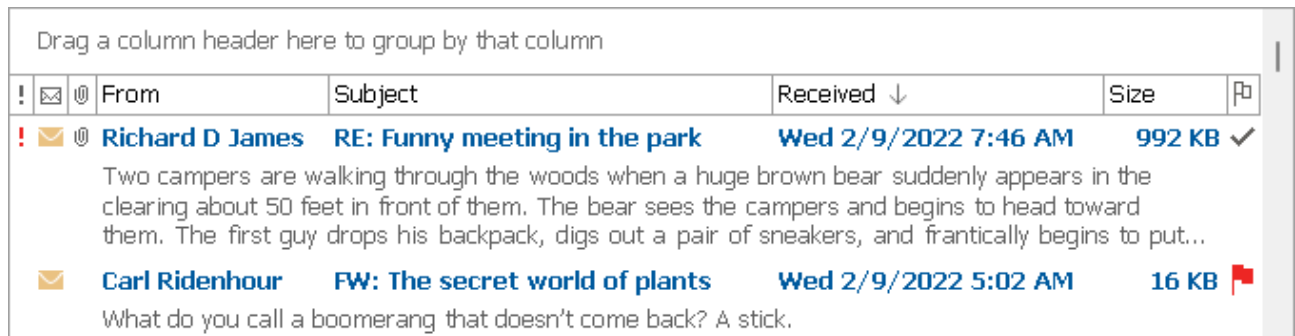 Drag a column header here to group by that column
! From Subject Received ↓ Size
! Richard D James RE: Funny meeting in the park Wed 2/9/2022 7:46 AM 992 KB
Two campers are walking through the woods when a huge brown bear suddenly appears in the
clearing about 50 feet in front of them. The bear sees the campers and begins to head toward
them. The first guy drops his backpack, digs out a pair of sneakers, and frantically begins to put...
Carl Ridenhour FW: The secret world of plants Wed 2/9/2022 5:02 AM 16 KB
What do you call a boomerang that doesn't come back? A stick.